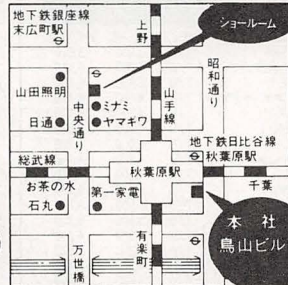 地下鉄銀座線
末広町駅
上野
ショールーム
昭和通り
山田照明
中央通り
ミナミ
山手線
日通
ヤマギワ
地下鉄日比谷線
秋葉原駅
総武線
秋葉原駅
お茶の水
千葉
石丸
第一家電
本社
鳥山ビル
有楽町
万世橋